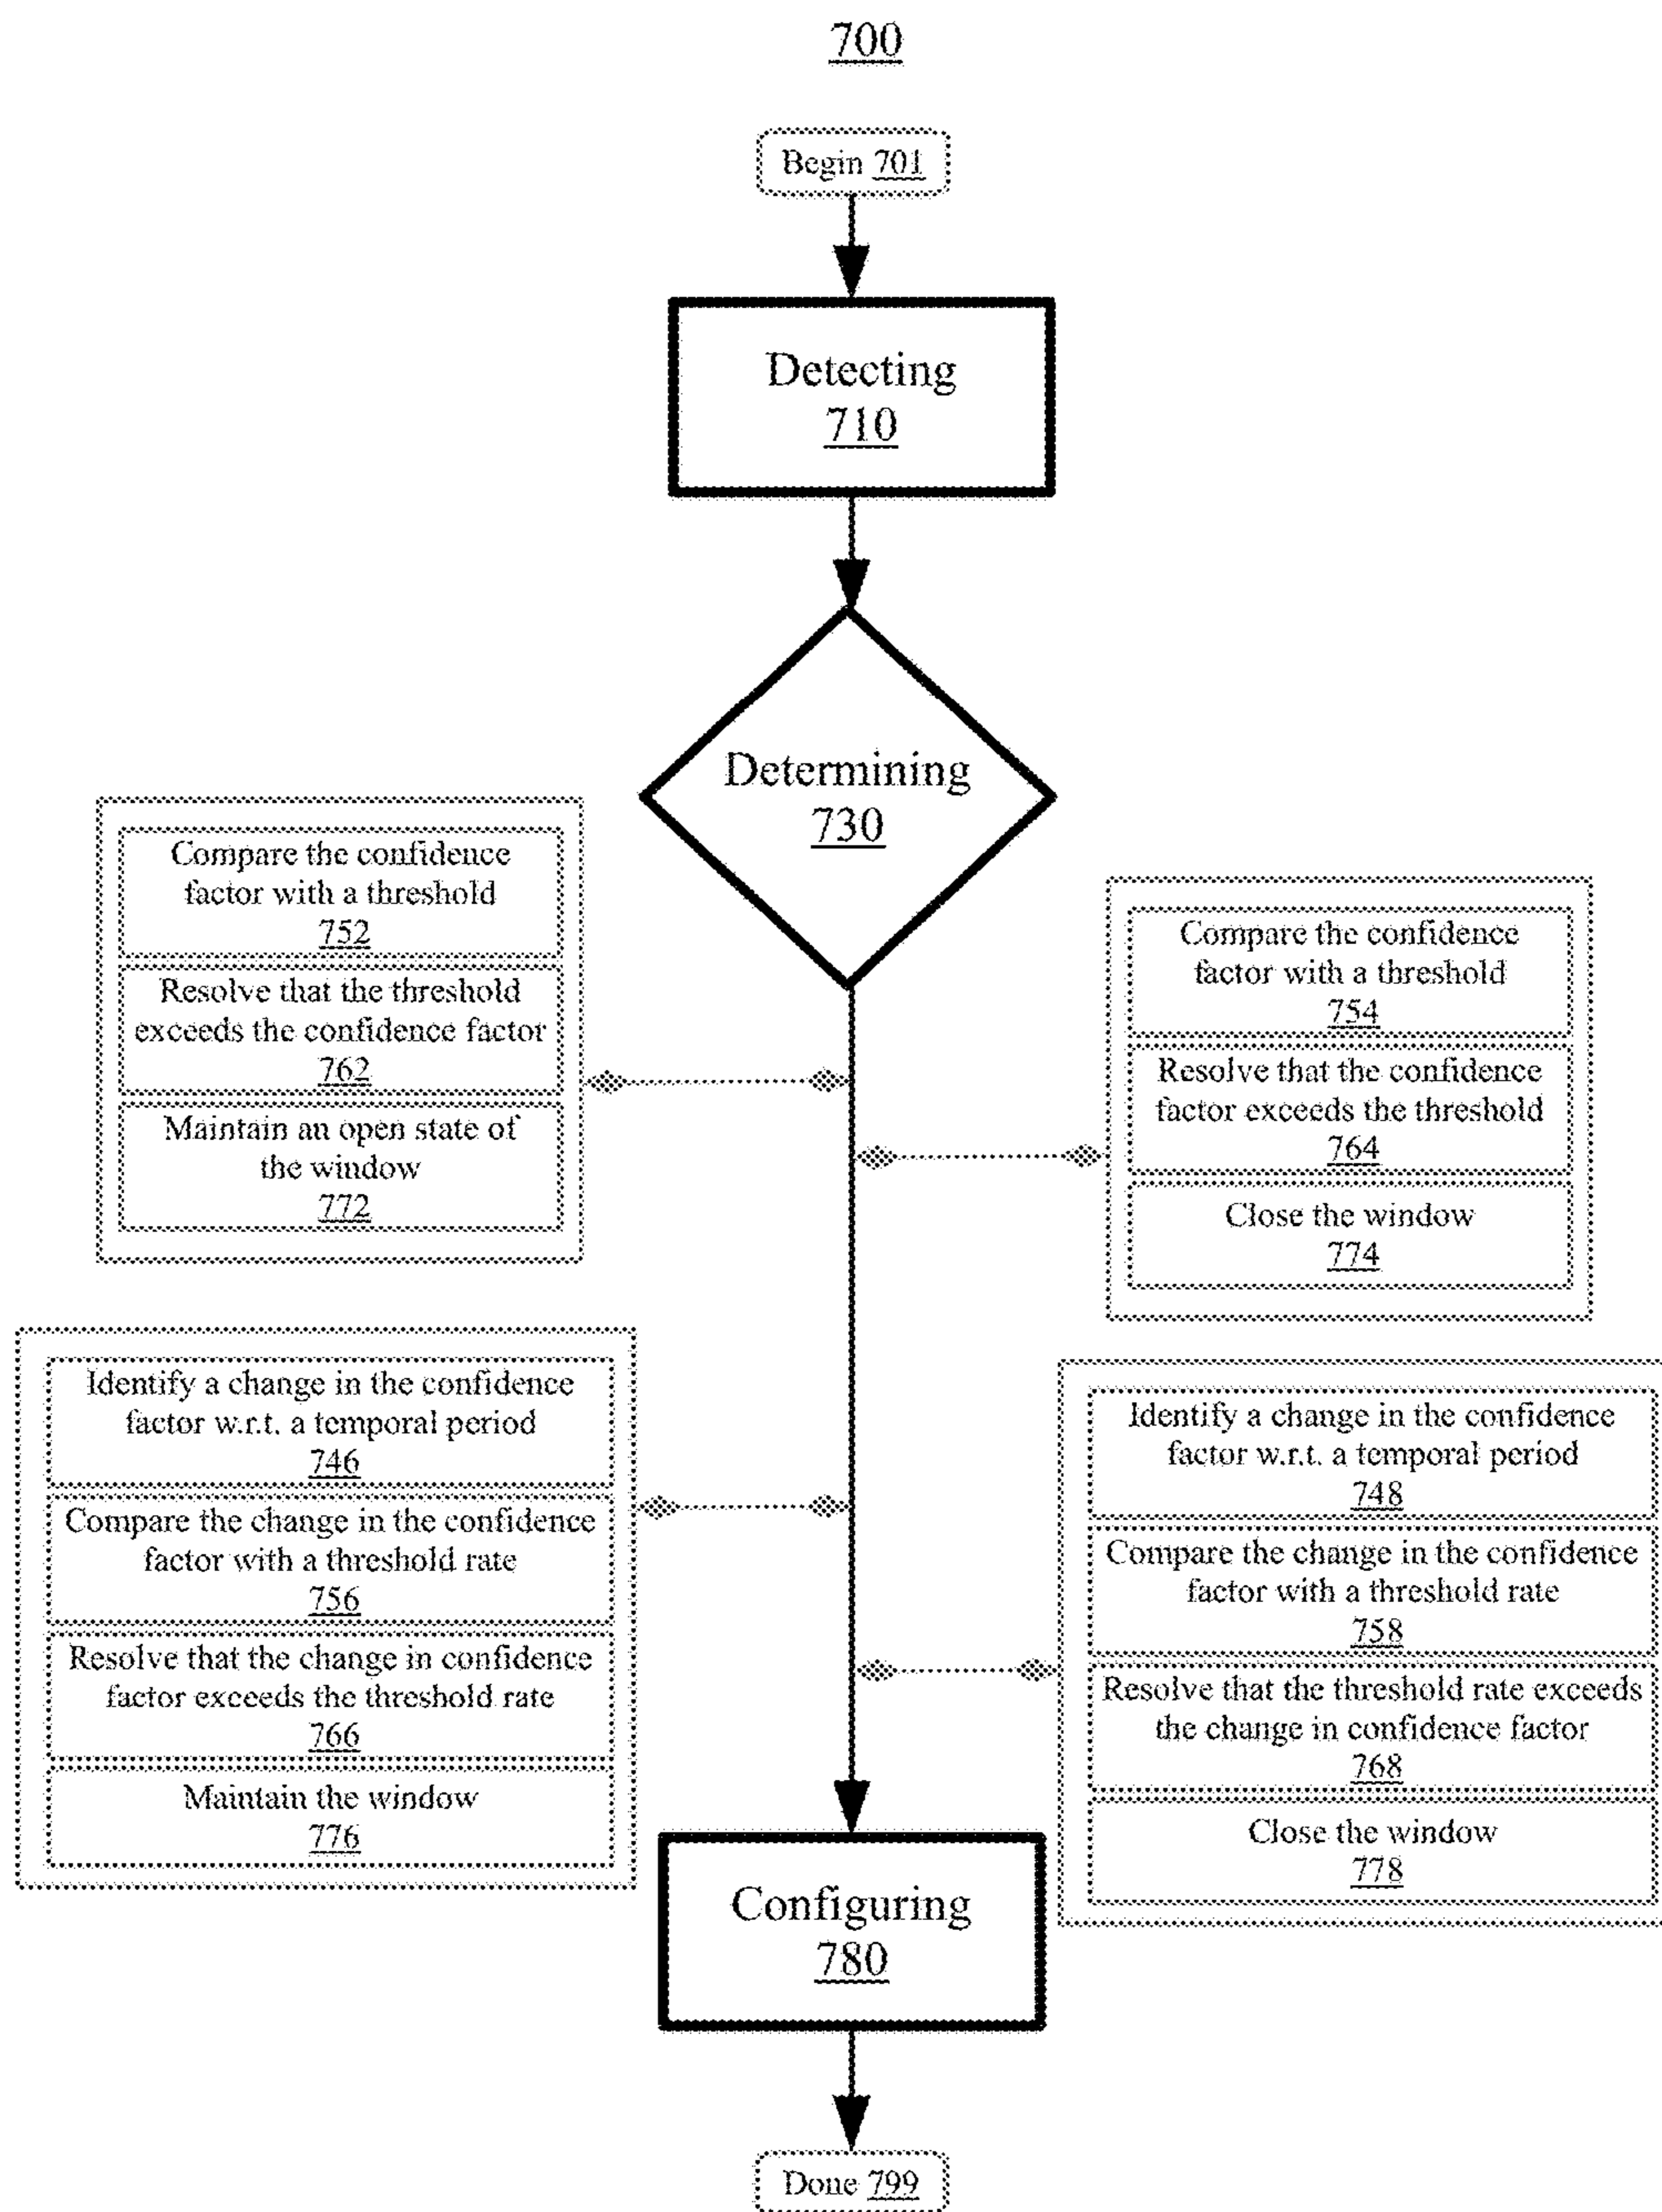 700
Begin 701
Detecting
710
Determining
730
Compare the confidence
factor with a threshold
752
Resolve that the threshold
exceeds the confidence factor
762
Maintain an open state of
the window
772
Compare the confidence
factor with a threshold
754
Resolve that the confidence
factor exceeds the threshold
764
Close the window
774
Identify a change in the confidence
factor w.r.t. a temporal period
746
Compare the change in the confidence
factor with a threshold rate
756
Resolve that the change in confidence
factor exceeds the threshold rate
766
Maintain the window
776
Identify a change in the confidence
factor w.r.t. a temporal period
748
Compare the change in the confidence
factor with a threshold rate
758
Resolve that the threshold rate exceeds
the change in confidence factor
768
Close the window
778
Configuring
780
Done 799